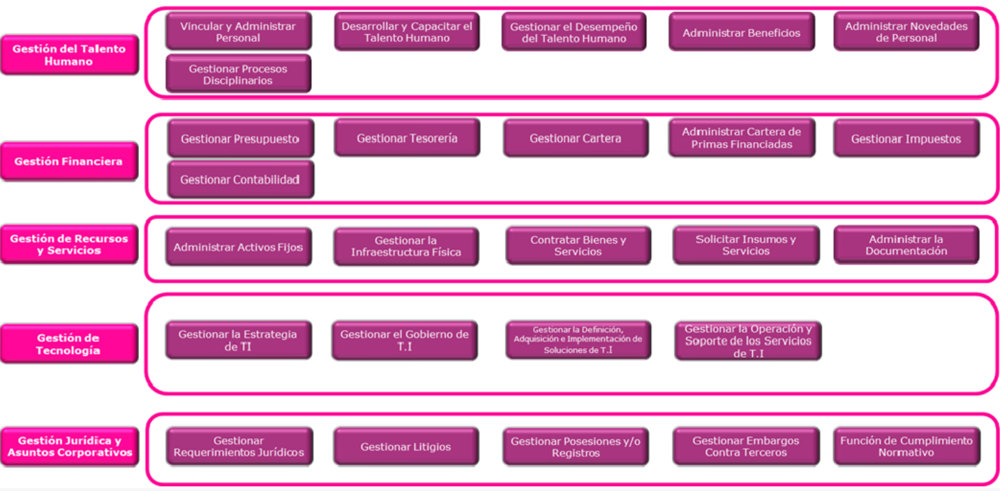 Gestión del Talento
Humano
Vincular y Administrar
Personal
Desarrollar y Capacitar el
Talento Humano
Gestionar el Desempeño
del Talento Humano
Administrar Beneficios
Administrar Novedades
de Personal
Gestionar Procesos
Disciplinarios
Gestión Financiera
Gestionar Presupuesto
Gestionar Tesorería
Gestionar Cartera
Administrar Cartera de
Primas Financiadas
Gestionar Impuestos
Gestionar Contabilidad
Gestión de Recursos
y Servicios
Administrar Activos Fijos
Gestionar la
Infraestructura Física
Contratar Bienes y
Servicios
Solicitar Insumos y
Servicios
Administrar la
Documentación
Gestión de
Tecnología
Gestionar la Estrategia
de TI
Gestionar el Gobierno de
T.I
Gestionar la Definición,
Adquisición e Implementación de
Soluciones de T.I
Gestionar la Operación y
Soporte de los Servicios
de T.I
Gestión Jurídica y
Asuntos Corporativos
Gestionar
Requerimientos Jurídicos
Gestionar Litigios
Gestionar Posesiones y/o
Registros
Gestionar Embargos
Contra Terceros
Función de Cumplimiento
Normativo